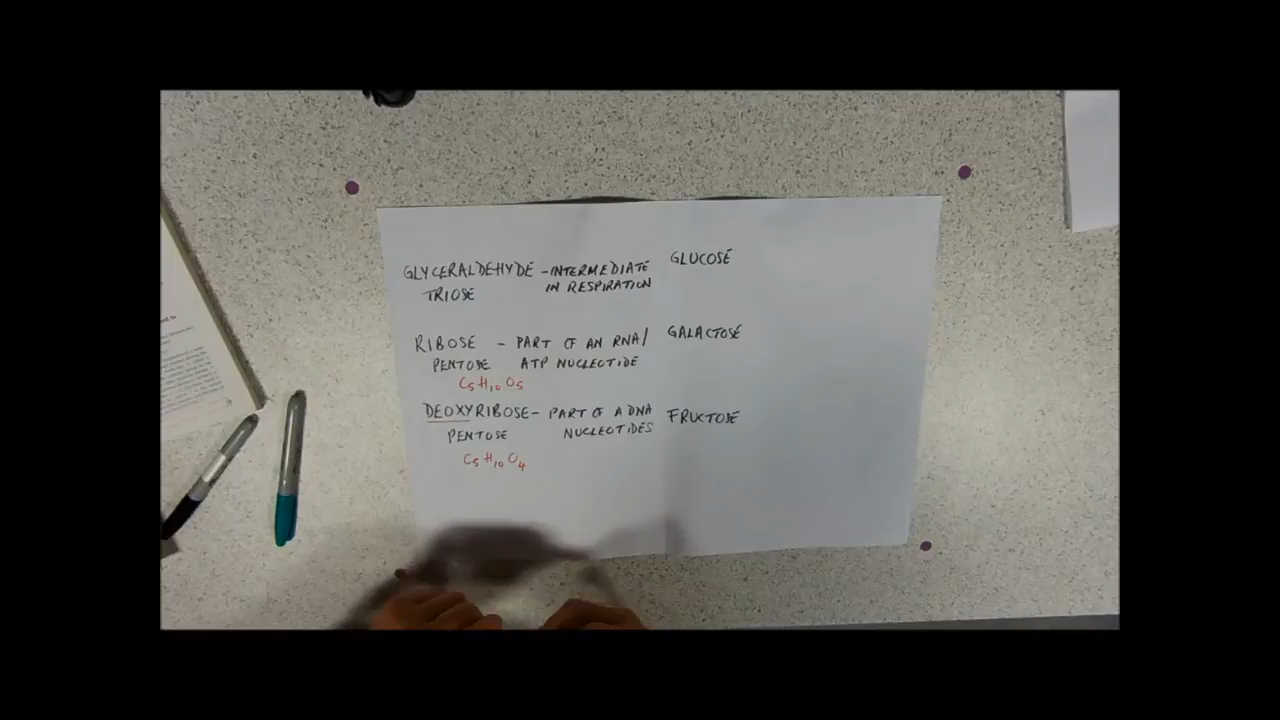 GLYCERALDEHYDE - INTERMEDIATE
TRIOSE IN RESPIRATION
RIBOSE - PART OF AN RNA/
PENTOSE ATP NUCLEOTIDE
C5H10O5
DEOXYRIBOSE - PART OF A DNA
PENTOSE NUCLEOTIDES
C5H10O4
GLUCOSE
GALACTOSE
FRUCTOSE